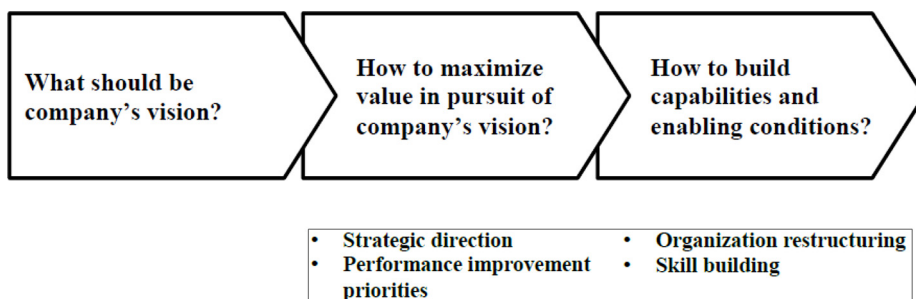 What should be
company's vision?
How to maximize
value in pursuit of
company's vision?
How to build
capabilities and
enabling conditions?
• Strategic direction
• Performance improvement
priorities
• Organization restructuring
• Skill building